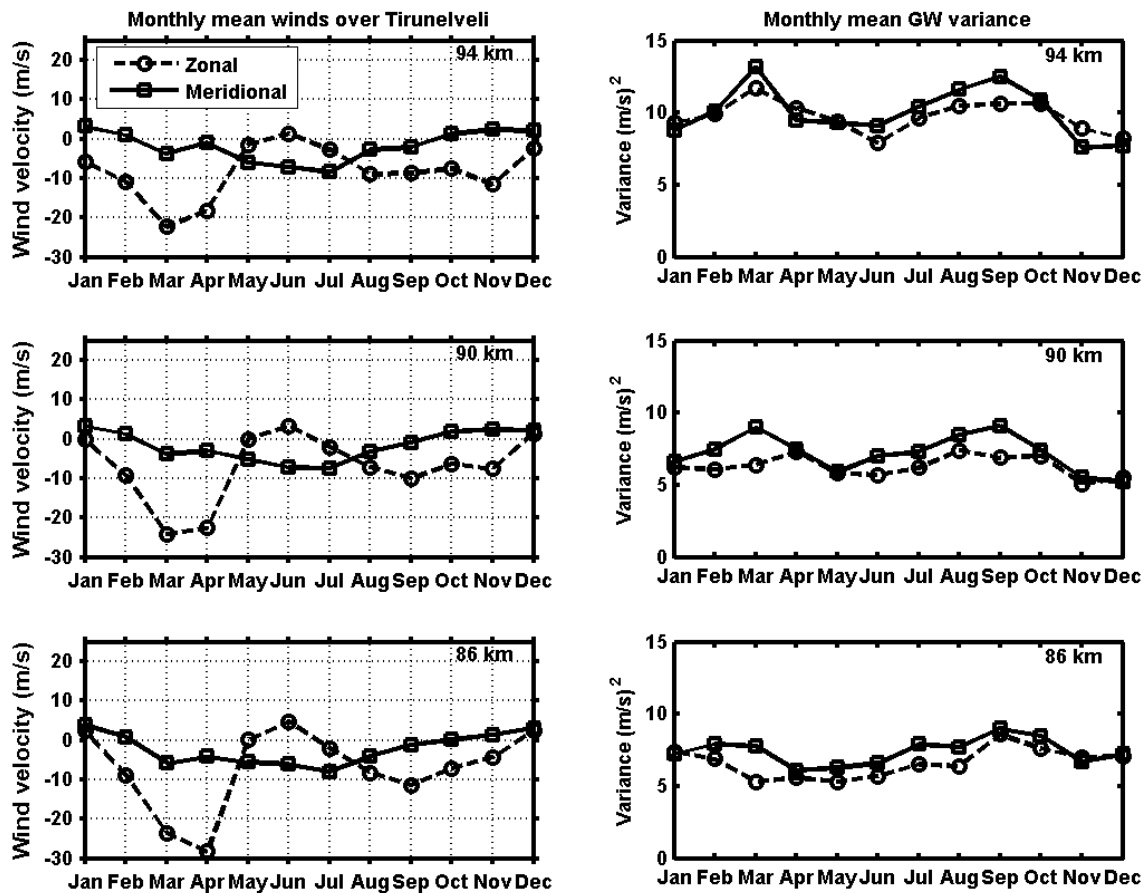 Monthly mean winds over Tirunelveli
Wind velocity (m/s)
20
10
0
-10
-20
-30
94 km
Zonal
Meridional
Jan Feb Mar Apr May Jun Jul Aug Sep Oct Nov Dec
Monthly mean GW variance
Variance (m/s)²
15
10
5
0
94 km
Jan Feb Mar Apr May Jun Jul Aug Sep Oct Nov Dec
Wind velocity (m/s)
20
10
0
-10
-20
-30
90 km
Jan Feb Mar Apr May Jun Jul Aug Sep Oct Nov Dec
Variance (m/s)²
15
10
5
0
90 km
Jan Feb Mar Apr May Jun Jul Aug Sep Oct Nov Dec
Wind velocity (m/s)
20
10
0
-10
-20
-30
86 km
Jan Feb Mar Apr May Jun Jul Aug Sep Oct Nov Dec
Variance (m/s)²
15
10
5
0
86 km
Jan Feb Mar Apr May Jun Jul Aug Sep Oct Nov Dec